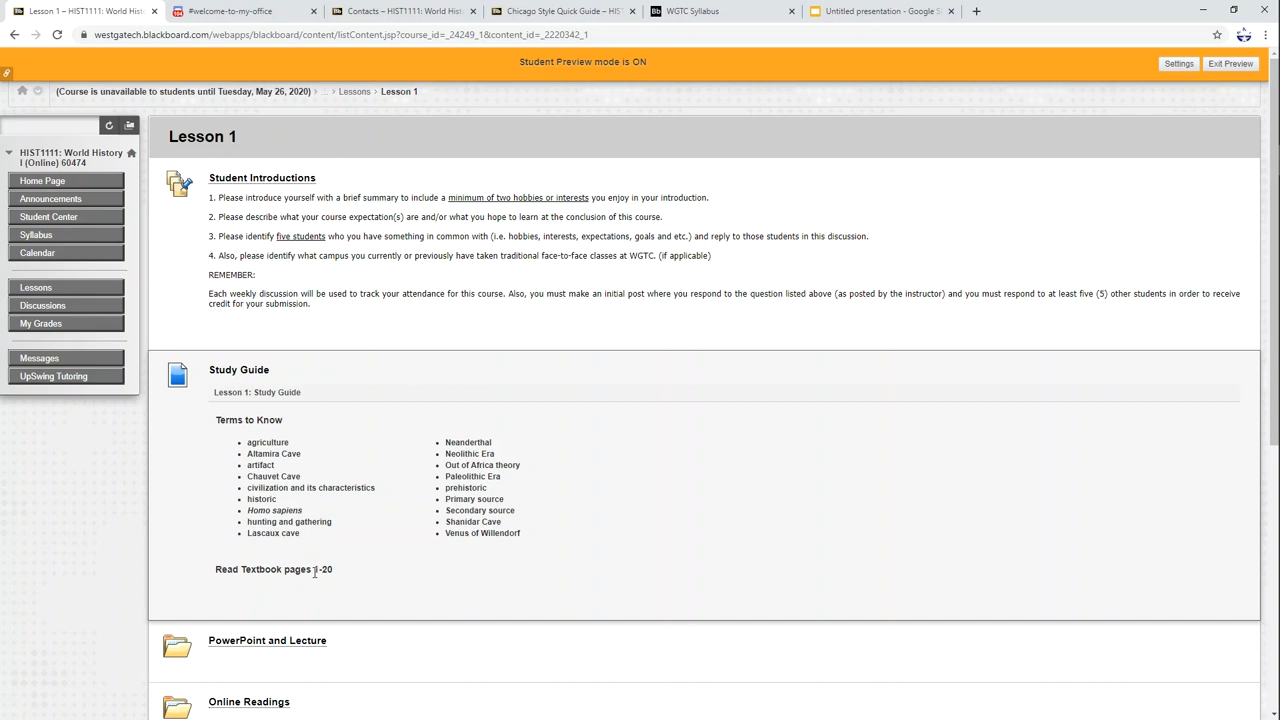 Lesson 1 – HIST1111: World Hist
#welcome-to-my-office
Contacts – HIST1111: World Hist
Chicago Style Quick Guide – HIST
WGTC Syllabus
Untitled presentation - Google S
westgatech.blackboard.com/webapps/blackboard/content/listContent.jsp?course_id=_24249_1&content_id=_2220342_1
Student Preview mode is ON
Settings
Exit Preview
(Course is unavailable to students until Tuesday, May 26, 2020)
...
Lessons
Lesson 1
HIST1111: World History
I (Online) 60474
Home Page
Announcements
Student Center
Syllabus
Calendar
Lessons
Discussions
My Grades
Messages
UpSwing Tutoring
Lesson 1
Student Introductions
1. Please introduce yourself with a brief summary to include a minimum of two hobbies or interests you enjoy in your introduction.
2. Please describe what your course expectation(s) are and/or what you hope to learn at the conclusion of this course.
3. Please identify five students who you have something in common with (i.e. hobbies, interests, expectations, goals and etc.) and reply to those students in this discussion.
4. Also, please identify what campus you currently or previously have taken traditional face-to-face classes at WGTC. (if applicable)
REMEMBER:
Each weekly discussion will be used to track your attendance for this course. Also, you must make an initial post where you respond to the question listed above (as posted by the instructor) and you must respond to at least five (5) other students in order to receive
credit for your submission.
Study Guide
Lesson 1: Study Guide
Terms to Know
agriculture
Altamira Cave
artifact
Chauvet Cave
civilization and its characteristics
historic
Homo sapiens
hunting and gathering
Lascaux cave
Neanderthal
Neolithic Era
Out of Africa theory
Paleolithic Era
prehistoric
Primary source
Secondary source
Shanidar Cave
Venus of Willendorf
Read Textbook pages 1-20
PowerPoint and Lecture
Online Readings